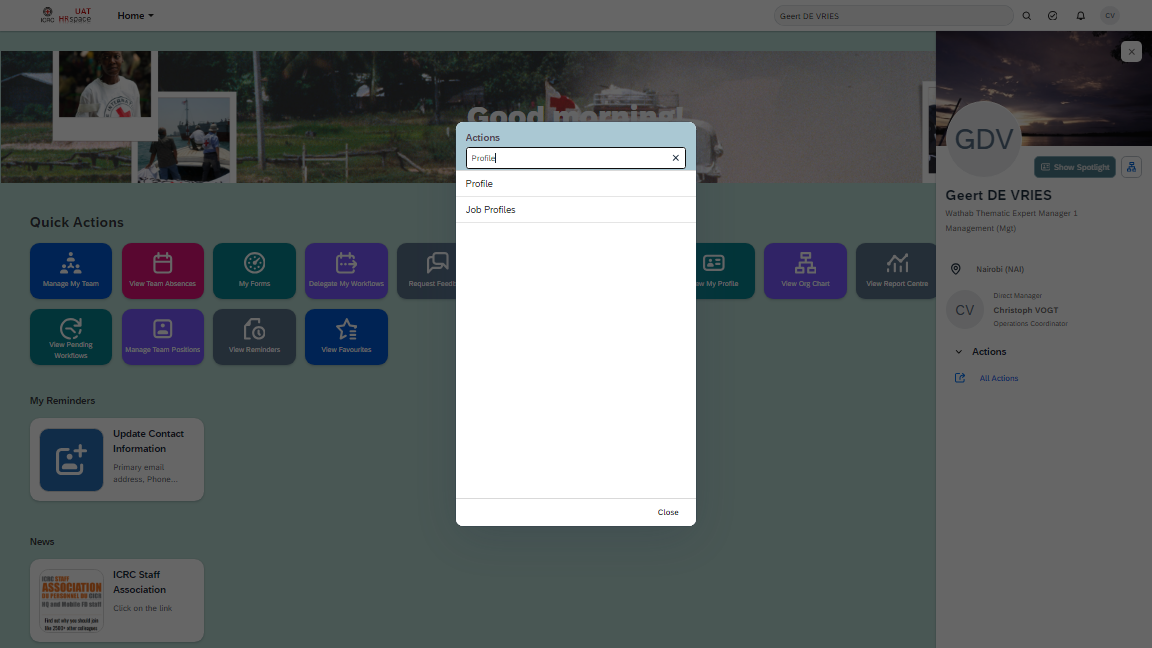 ICRC
UAT
HRspace
Home
Geert DE VRIES
CV
Good morning!
GDV
Show Spotlight
Geert DE VRIES
Wathab Thematic Expert Manager 1
Management (Mgt)
Nairobi (NAI)
CV
Direct Manager
Christoph VOGT
Operations Coordinator
Actions
All Actions
Actions
Profile
Profile
Job Profiles
Close
Quick Actions
Manage My Team
View Team Absences
My Forms
Delegate My Workflows
Request Feedb
w My Profile
View Org Chart
View Report Centre
View Pending
Workflows
Manage Team Positions
View Reminders
View Favourites
My Reminders
Update Contact
Information
Primary email
address, Phone...
News
ICRC STAFF
ASSOCIATION
DU PERSONNEL DU CICR
HQ and Mobile FD staff
Find out why you should join
the 2000+ other colleagues
ICRC Staff
Association
Click on the link